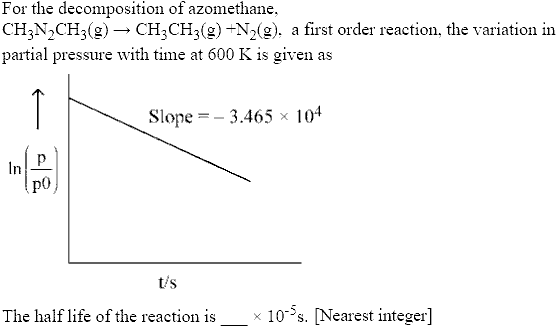 For the decomposition of azomethane,
CH₃N₂CH₃(g) → CH₃CH₃(g) +N₂(g), a first order reaction, the variation in
partial pressure with time at 600 K is given as
Slope = − 3.465 × 10⁴
ln(p/p0)
t/s
The half life of the reaction is ___ × 10⁻⁵s. [Nearest integer]